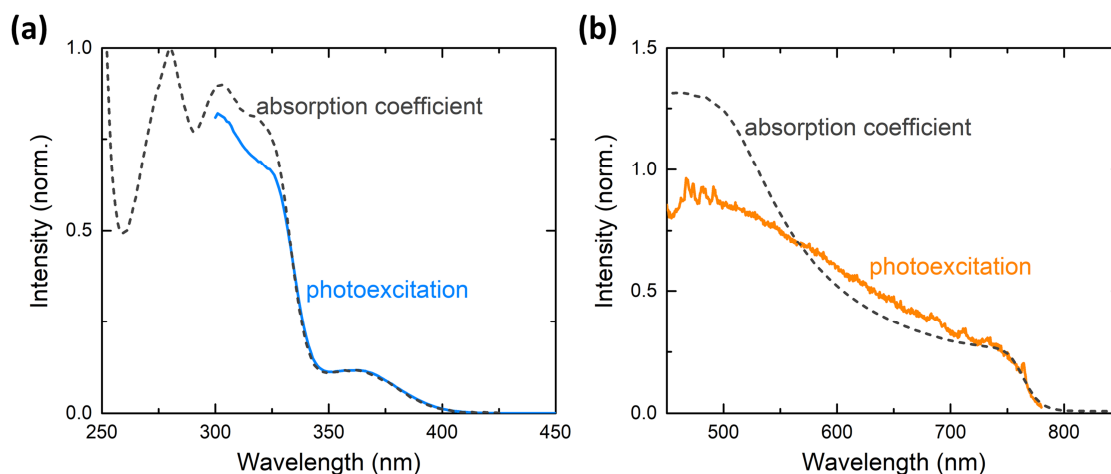 (a)
1.0
0.5
0.0
Intensity (norm.)
absorption coefficient
photoexcitation
250 300 350 400 450
Wavelength (nm)
(b)
1.5
1.0
0.5
0.0
Intensity (norm.)
absorption coefficient
photoexcitation
500 600 700 800
Wavelength (nm)